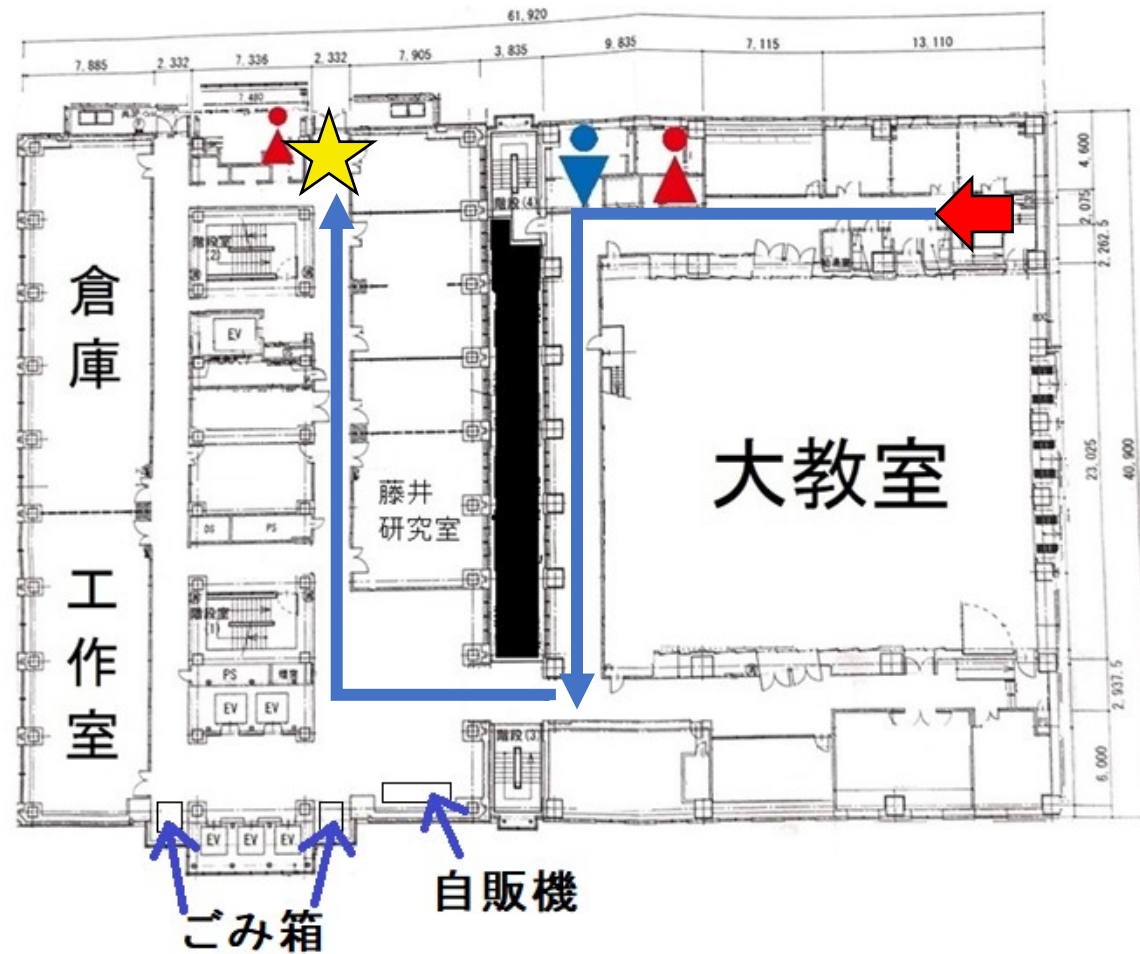 61,920
7,885
2,332
7,336
2,332
7,905
3,835
9,835
7,115
13,110
7.480
4.600
2,075
2,262.5
階段(4)
階段室
(2)
EV
倉庫
藤井
研究室
大教室
23,025
40,900
DS
PS
工作室
階段室
(1)
PS
EV
EV
2,937.5
階段(3)
6,000
EV
EV
EV
自販機
ごみ箱